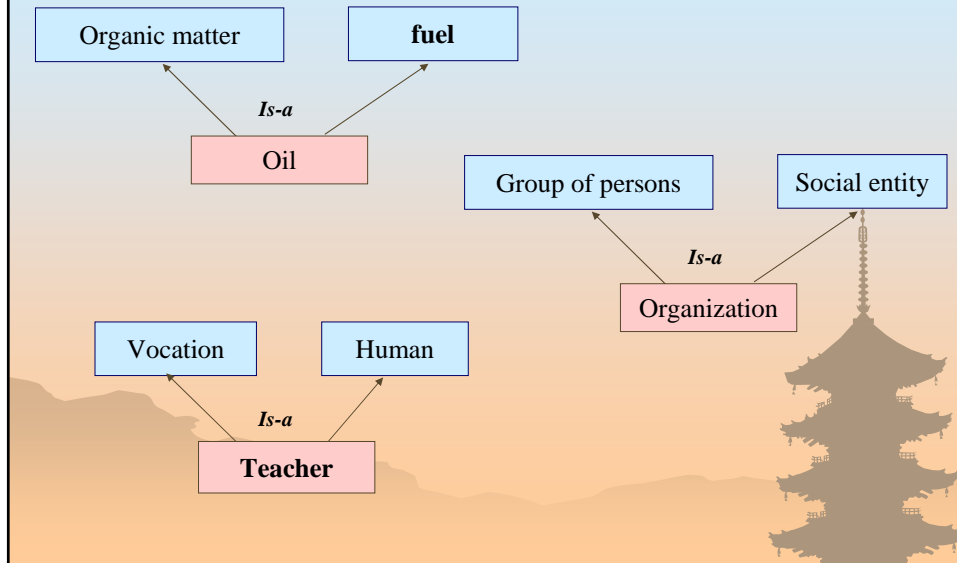 Organic matter
fuel
Is-a
Oil
Group of persons
Social entity
Is-a
Organization
Vocation
Human
Is-a
Teacher